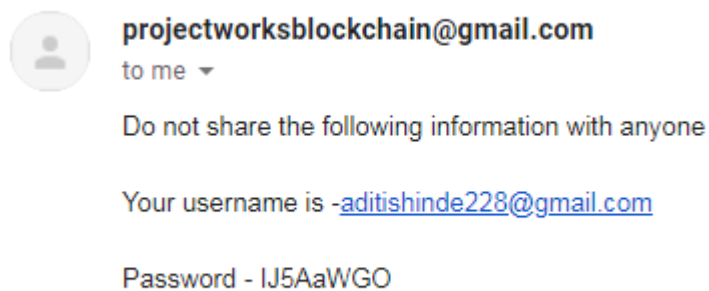 projectworksblockchain@gmail.com
to me
Do not share the following information with anyone
Your username is -aditishinde228@gmail.com
Password - IJ5AaWGO